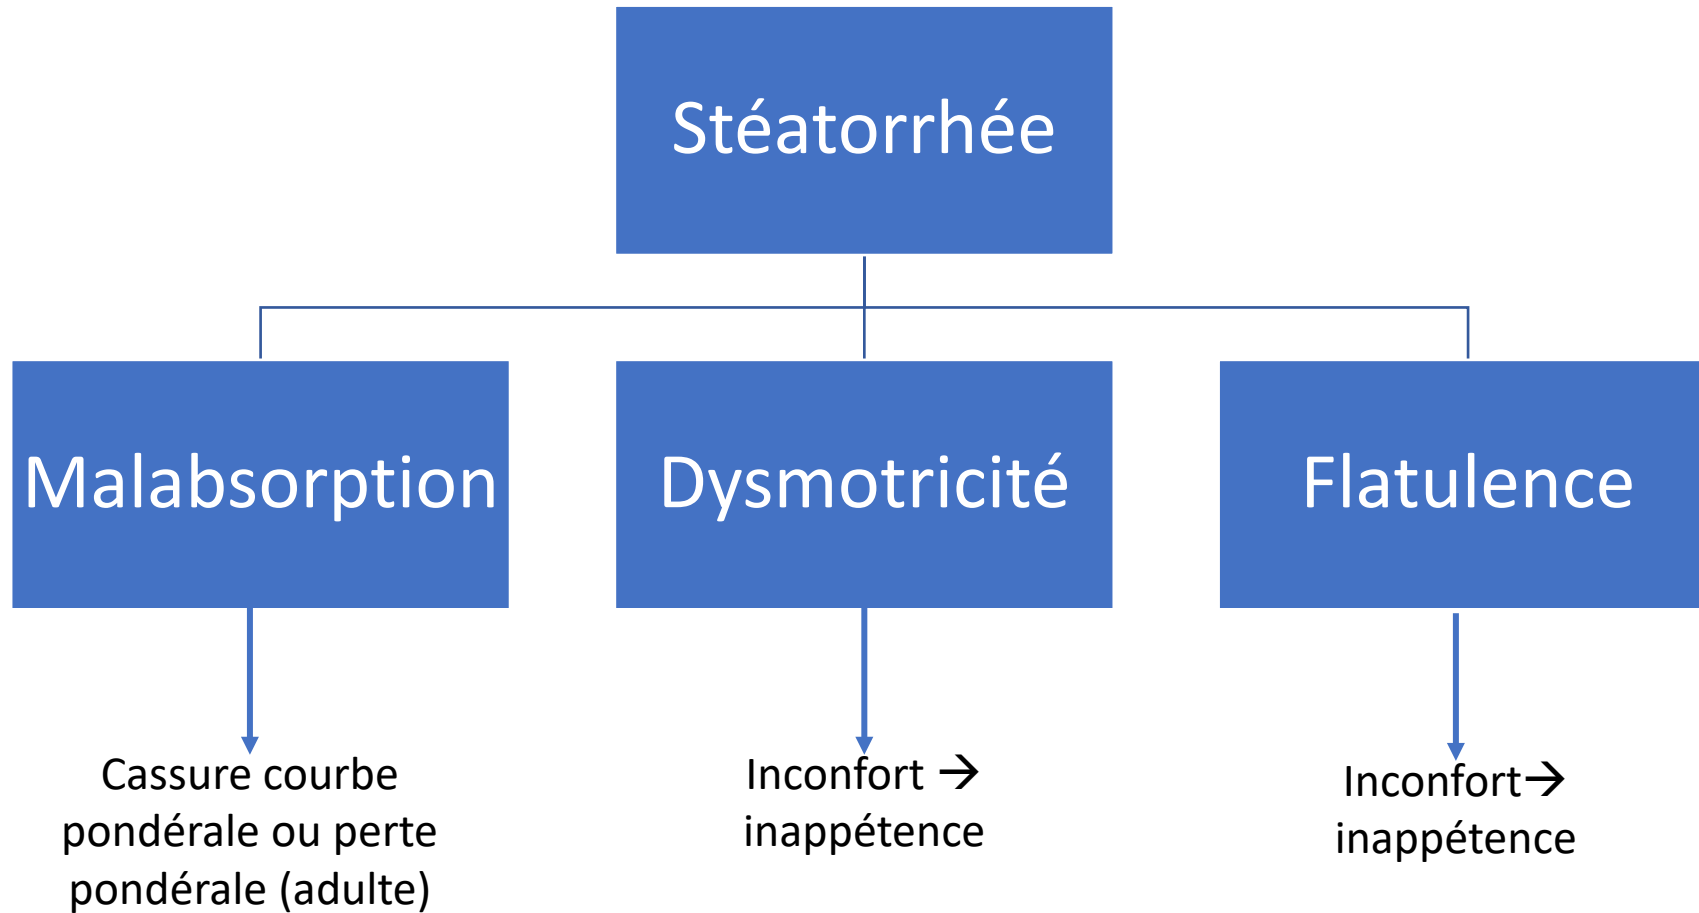 Stéatorrhée
Malabsorption
Dysmotricité
Flatulence
Cassure courbe
pondérale ou perte
pondérale (adulte)
Inconfort →
inappétence
Inconfort→
inappétence